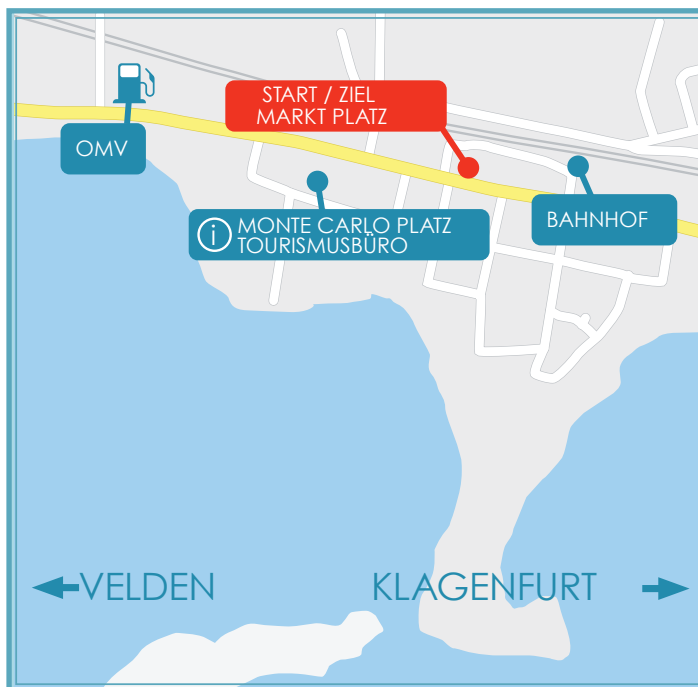 START / ZIEL
MARKT PLATZ
OMV
i
MONTE CARLO PLATZ
TOURISMUSBÜRO
BAHNHOF
VELDEN
KLAGENFURT